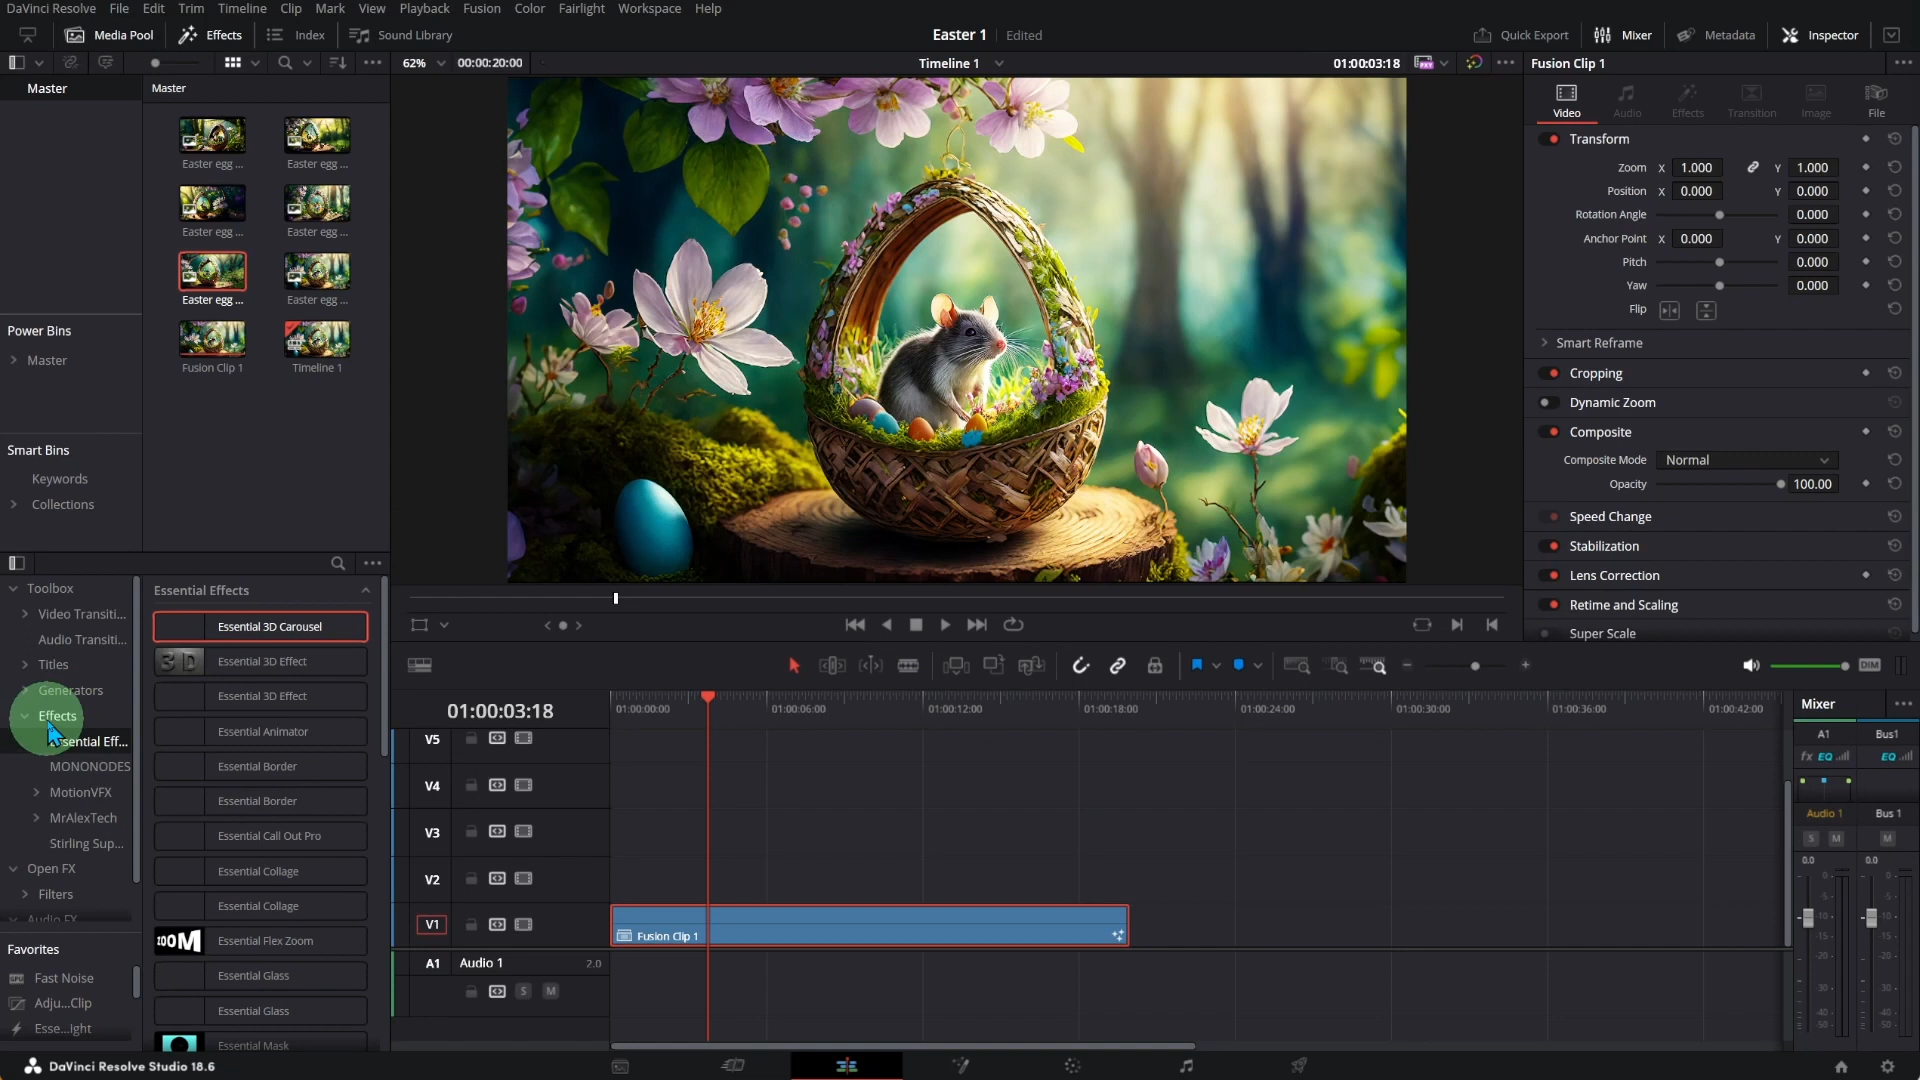 DaVinci Resolve File Edit Trim Timeline Clip Mark View Playback Fusion Color Fairlight Workspace Help
Media Pool Effects Index Sound Library Easter 1 Edited Quick Export Mixer Metadata Inspector
62% 00:00:20:00 Timeline 1 01:00:03:18 Fusion Clip 1
Master Master
Video Audio Effects Transition Image File
Transform
Easter egg ... Easter egg ...
Zoom X 1.000 Y 1.000
Position X 0.000 Y 0.000
Rotation Angle 0.000
Easter egg ... Easter egg ...
Anchor Point X 0.000 Y 0.000
Pitch 0.000
Yaw 0.000
Easter egg ... Easter egg ...
Flip
Power Bins
Smart Reframe
Master
Fusion Clip 1 Timeline 1
Cropping
Dynamic Zoom
Composite
Smart Bins
Composite Mode Normal
Keywords
Opacity 100.00
Collections
Speed Change
Stabilization
Lens Correction
Retime and Scaling
Super Scale
Toolbox
Video Transiti...
Audio Transiti...
Titles
Generators
Effects
MONONODES
MotionVFX
MrAlexTech
Stirling Sup...
Open FX
Filters
Audio FX
Favorites
Fast Noise
Adju...Clip
Esse...ight
Essential Effects
Essential 3D Carousel
3D Essential 3D Effect
Essential 3D Effect
Essential Animator
Essential Border
Essential Border
Essential Call Out Pro
Essential Collage
Essential Collage
Essential Flex Zoom
Essential Glass
Essential Glass
Essential Mask
DIM
01:00:03:18 01:00:00:00 01:00:06:00 01:00:12:00 01:00:18:00 01:00:24:00 01:00:30:00 01:00:36:00 01:00:42:00
V5
V4
V3
V2
V1
Fusion Clip 1
A1 Audio 1 2.0
S M
Mixer
A1 Bus1
fx EQ EQ
Audio 1 Bus 1
S M M
0.0 0.0
DaVinci Resolve Studio 18.6